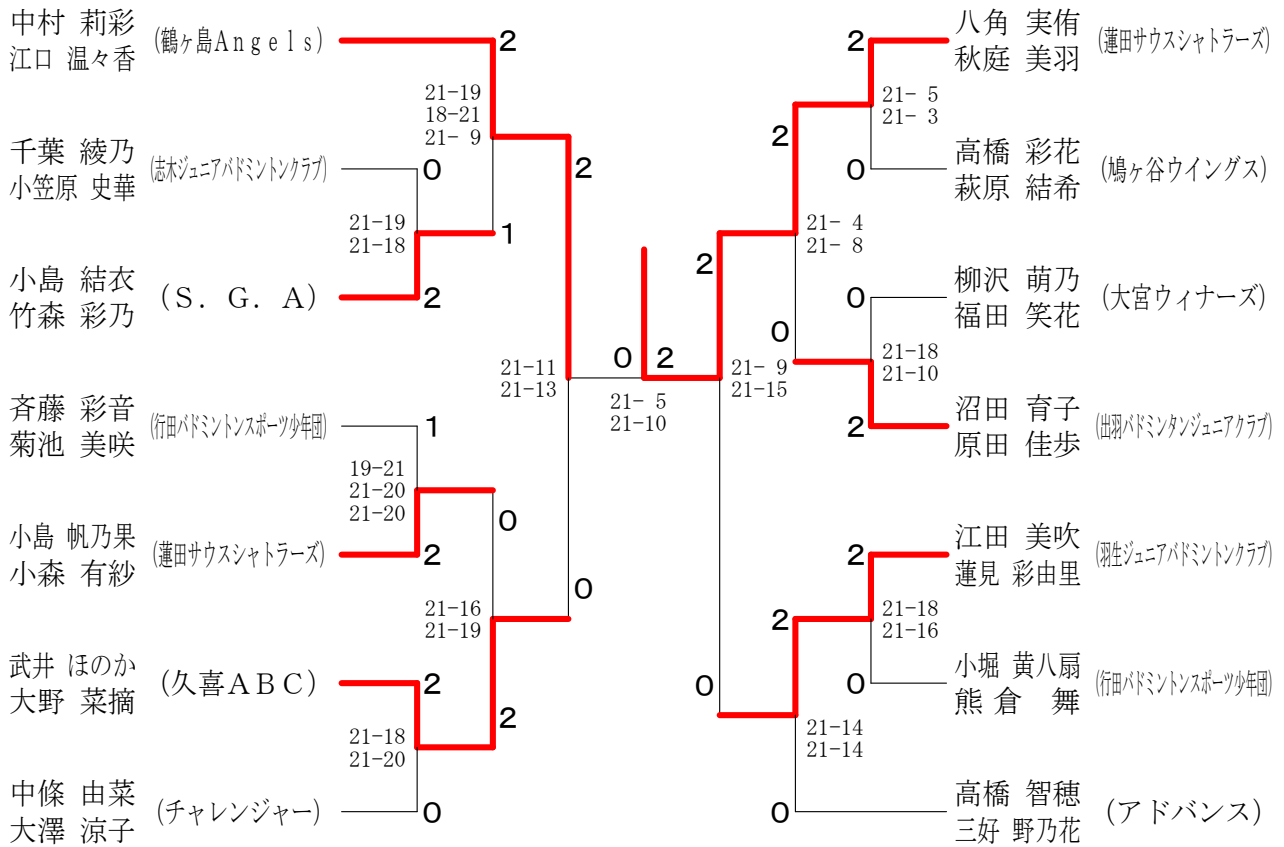 中村 莉彩
江口 温々香
(鶴ヶ島Angels)
2
21-19
18-21
21- 9
千葉 綾乃
小笠原 史華
(志木ジュニアバドミントンクラブ)
0
21-19
21-18
1
小島 結衣
竹森 彩乃
(S. G. A)
2
2
21-11
21-13
斉藤 彩音
菊池 美咲
(行田バドミントンスポーツ少年団)
1
19-21
21-20
21-20
0
小島 帆乃果
小森 有紗
(蓮田サウスシャトラーズ)
2
21-16
21-19
0
武井 ほのか
大野 菜摘
(久喜ABC)
2
2
21-18
21-20
中條 由菜
大澤 涼子
(チャレンジャー)
0
0
2
21- 5
21-10
八角 実侑
秋庭 美羽
(蓮田サウスシャトラーズ)
2
21- 5
21- 3
2
高橋 彩花
萩原 結希
(鳩ヶ谷ウイングス)
0
21- 4
21- 8
2
柳沢 萌乃
福田 笑花
(大宮ウィナーズ)
0
0
21-18
21-10
21- 9
21-15
沼田 育子
原田 佳歩
(出羽バドミンタンジュニアクラブ)
2
江田 美吹
蓮見 彩由里
(羽生ジュニアバドミントンクラブ)
2
21-18
21-16
2
小堀 黄八扇
熊倉 舞
(行田バドミントンスポーツ少年団)
0
0
21-14
21-14
高橋 智穂
三好 野乃花
(アドバンス)
0